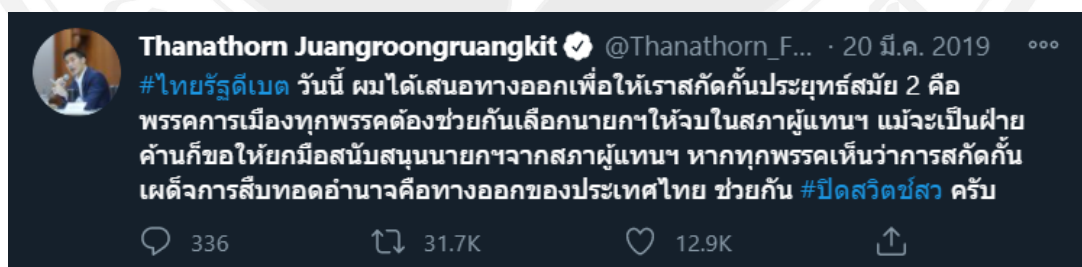 Thanathorn Juangroongruangkit @Thanathorn_F... · 20 มี.ค. 2019
#ไทยรัฐดีเบต วันนี้ ผมได้เสนอทางออกเพื่อให้เราสกัดกั้นประยุทธ์สมัย 2 คือ
พรรคการเมืองทุกพรรคต้องช่วยกันเลือกนายกฯให้จบในสภาผู้แทนฯ แม้จะเป็นฝ่าย
ค้านก็ขอให้ยกมือสนับสนุนนายกฯจากสภาผู้แทนฯ หากทุกพรรคเห็นว่าการสกัดกั้น
เผด็จการสืบทอดอำนาจคือทางออกของประเทศไทย ช่วยกัน #ปิดสวิตช์สว ครับ
336 31.7K 12.9K